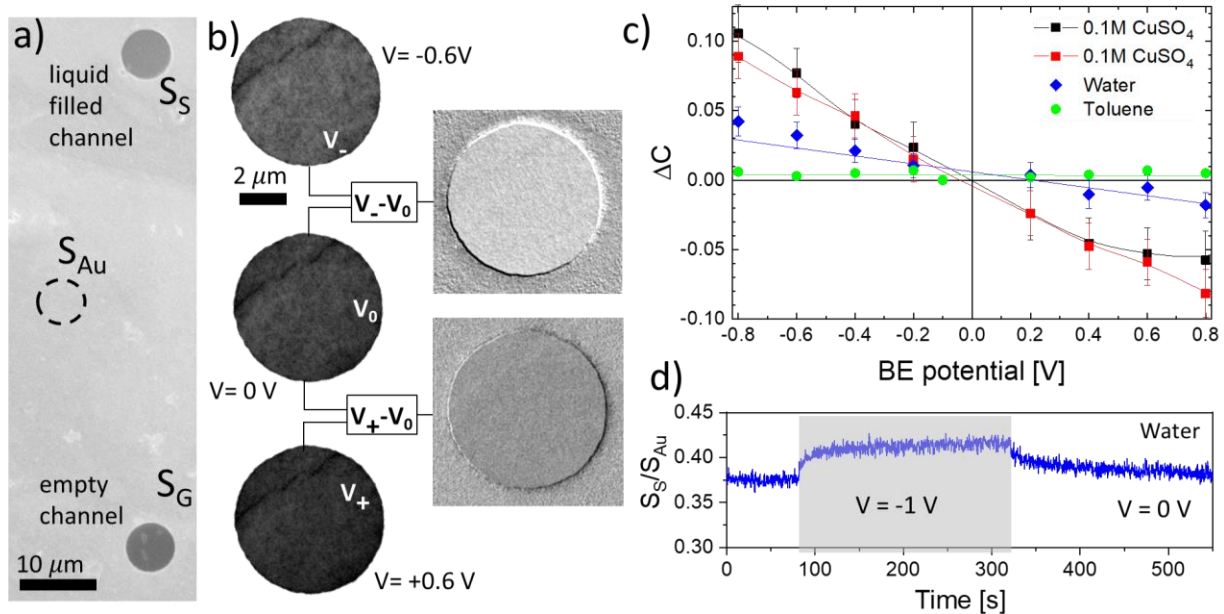 a)
liquid
filled
channel
S_S
S_Au
empty
channel
S_G
10 μm
b)
V= -0.6V
V_-
2 μm
V_--V_0
V_0
V= 0 V
V_+-V_0
V_+
V= +0.6 V
c)
0.10
0.05
0.00
-0.05
-0.10
ΔC
0.1M CuSO4
0.1M CuSO4
Water
Toluene
-0.8 -0.6 -0.4 -0.2 0.0 0.2 0.4 0.6 0.8
BE potential [V]
d)
0.45
0.40
0.35
0.30
S_S/S_Au
Water
V = -1 V
V = 0 V
0 100 200 300 400 500
Time [s]